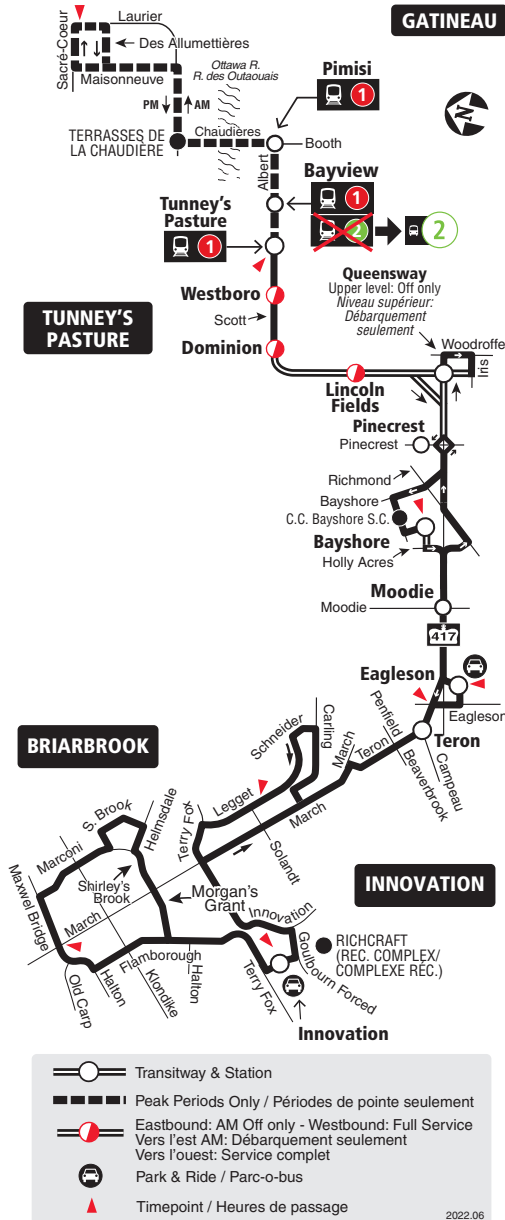 GATINEAU
Laurier
Sacré-Coeur
Des Allumettières
Maisonneuve
PM
AM
Ottawa R.
R. des Outaouais
Pimisi
1
N
TERRASSES DE
LA CHAUDIÈRE
Chaudières
Booth
Albert
Bayview
1
2
2
Tunney's
Pasture
1
Queensway
Upper level: Off only
Niveau supérieur:
Débarquement
seulement
Westboro
TUNNEY'S
PASTURE
Scott
Dominion
Woodroffe
Iris
Lincoln
Fields
Pinecrest
Pinecrest
Richmond
Bayshore
C.C. Bayshore S.C.
Bayshore
Holly Acres
Moodie
Moodie
417
Eagleson
Eagleson
Teron
BRIARBROOK
Schneider
Carling
March
Teron
Penfield
Beaverbrook
Campeau
Legget
Terry Fox
March
Solandt
S. Brook
Helmsdale
Marconi
Shirley's
Brook
Morgan's
Grant
INNOVATION
Maxwel Bridge
March
Innovation
Goulbourn Forced
RICHCRAFT
(REC. COMPLEX/
COMPLEXE RÉC.)
Old Carp
Halton
Flamborough
Klondike
Halton
Terry Fox
Innovation
Transitway & Station
Peak Periods Only / Périodes de pointe seulement
Eastbound: AM Off only - Westbound: Full Service
Vers l'est AM: Débarquement seulement
Vers l'ouest: Service complet
Park & Ride / Parc-o-bus
Timepoint / Heures de passage
2022.06